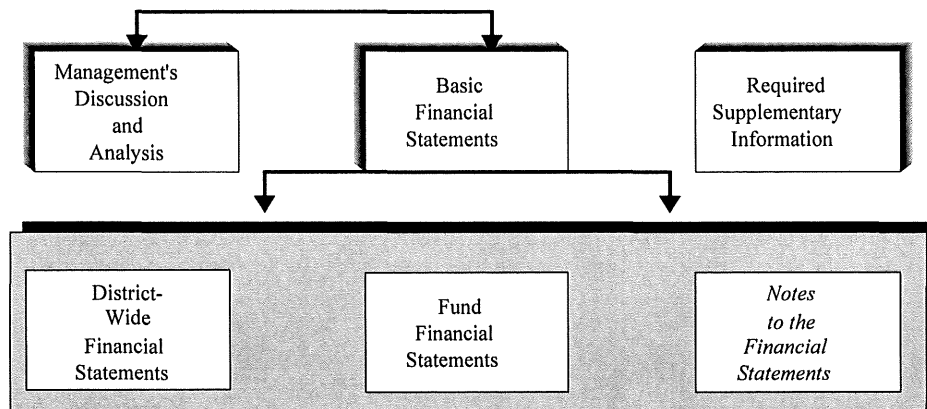 Management's
Discussion
and
Analysis
Basic
Financial
Statements
Required
Supplementary
Information
District-
Wide
Financial
Statements
Fund
Financial
Statements
Notes
to the
Financial
Statements